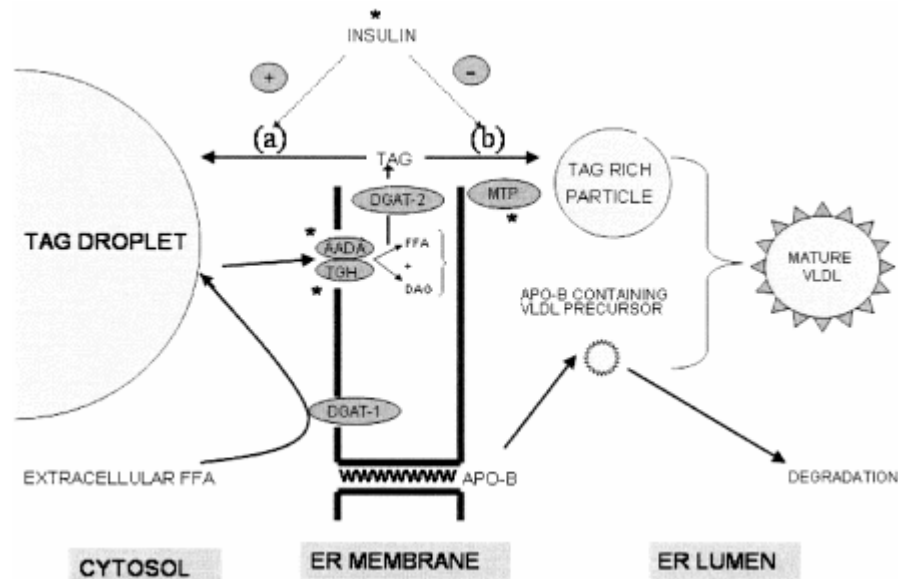 *
INSULIN
+
-
(a)
(b)
TAG
TAG RICH
PARTICLE
MTP
*
DGAT-2
TAG DROPLET
*
AADA
TGH
*
FFA
+
DAG
MATURE
VLDL
APO-B CONTAINING
VLDL PRECURSOR
DGAT-1
EXTRACELLULAR FFA
APO-B
DEGRADATION
CYTOSOL
ER MEMBRANE
ER LUMEN